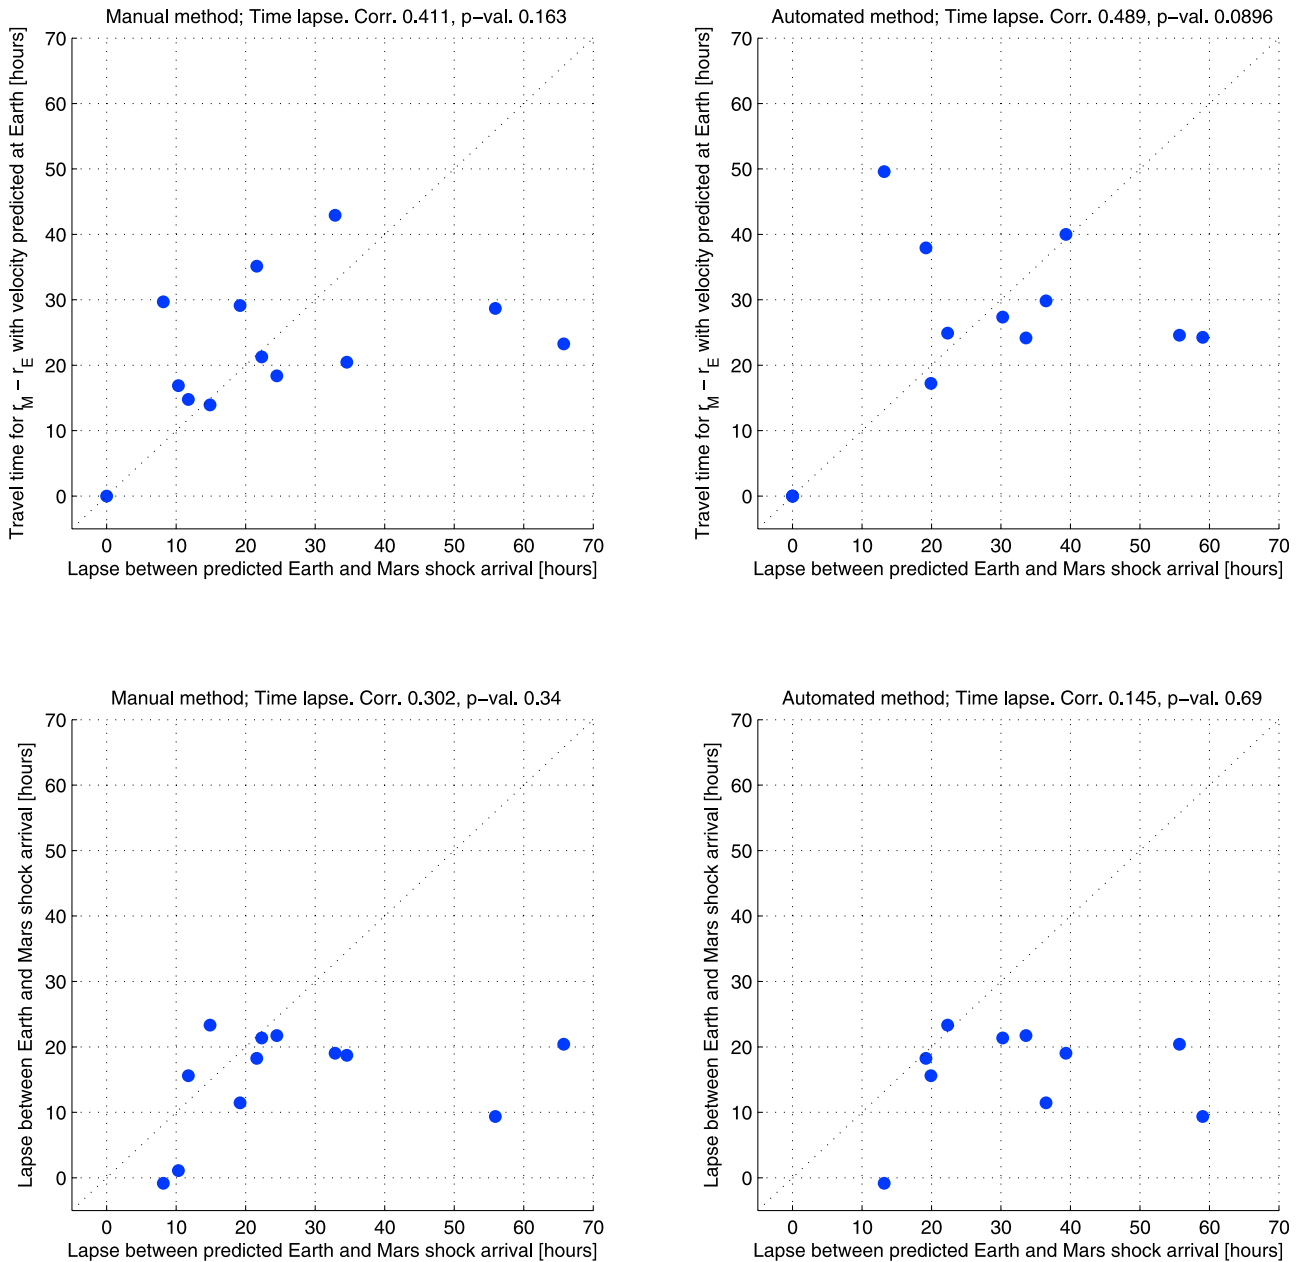 Manual method; Time lapse. Corr. 0.411, p-val. 0.163
Travel time for r_M - r_E with velocity predicted at Earth [hours]
70
60
50
40
30
20
10
0
0 10 20 30 40 50 60 70
Lapse between predicted Earth and Mars shock arrival [hours]
Automated method; Time lapse. Corr. 0.489, p-val. 0.0896
Travel time for r_M - r_E with velocity predicted at Earth [hours]
70
60
50
40
30
20
10
0
0 10 20 30 40 50 60 70
Lapse between predicted Earth and Mars shock arrival [hours]
Manual method; Time lapse. Corr. 0.302, p-val. 0.34
Lapse between Earth and Mars shock arrival [hours]
70
60
50
40
30
20
10
0
0 10 20 30 40 50 60 70
Lapse between predicted Earth and Mars shock arrival [hours]
Automated method; Time lapse. Corr. 0.145, p-val. 0.69
Lapse between Earth and Mars shock arrival [hours]
70
60
50
40
30
20
10
0
0 10 20 30 40 50 60 70
Lapse between predicted Earth and Mars shock arrival [hours]